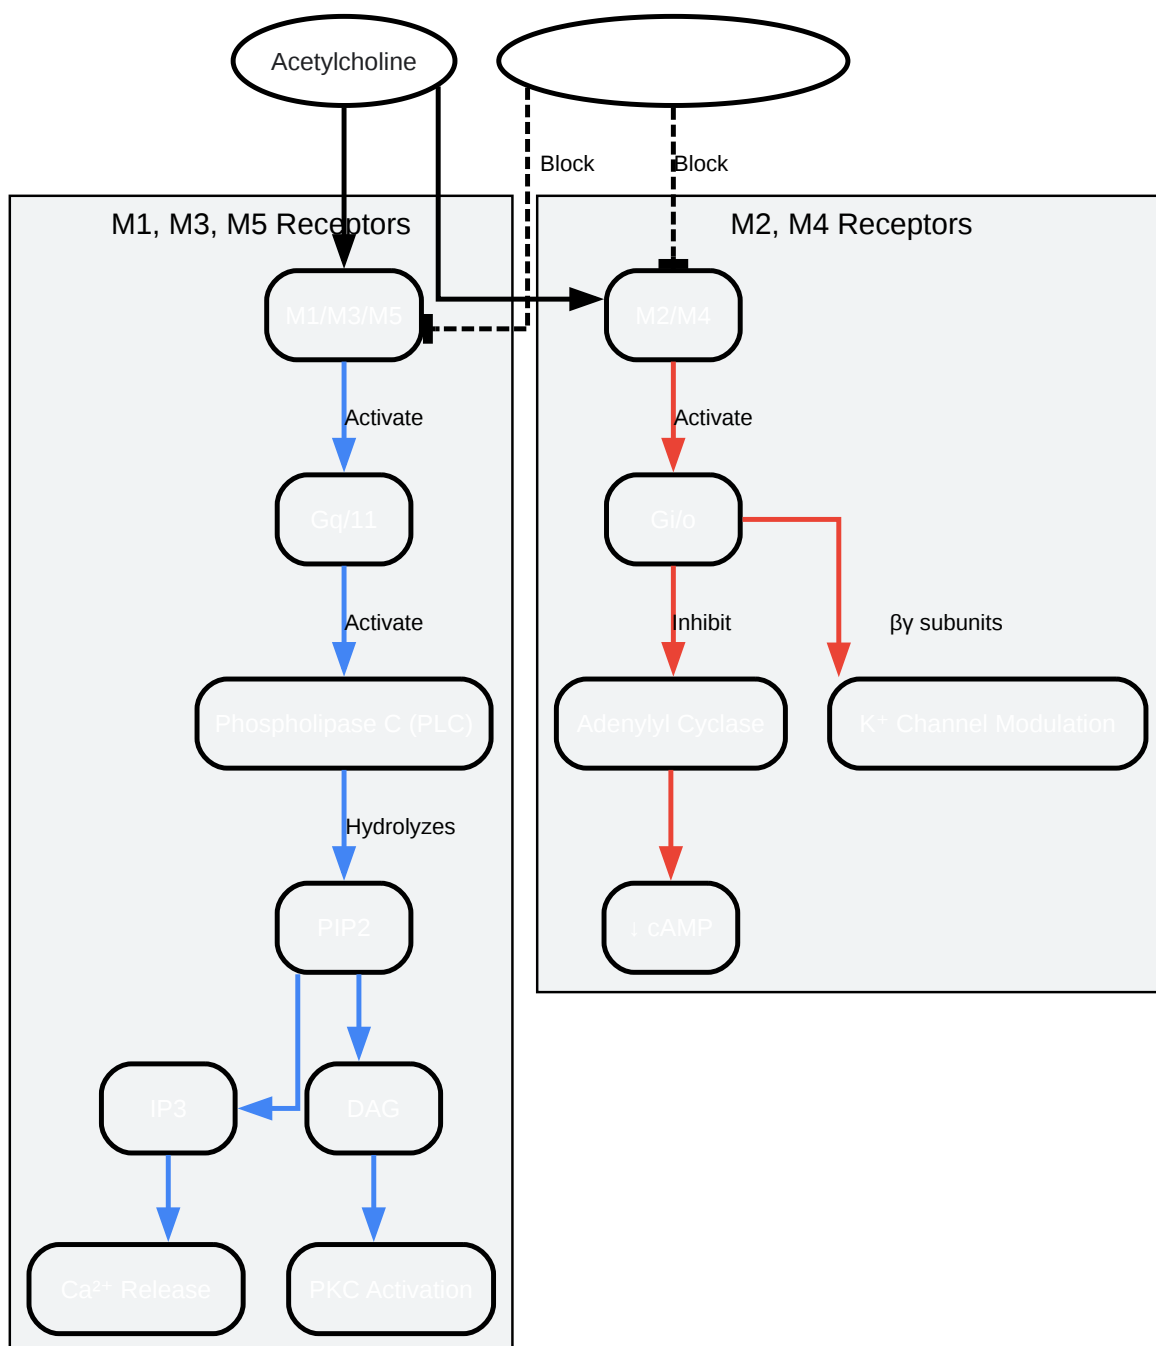 Acetylcholine
Block
Block
M1, M3, M5 Receptors
M2, M4 Receptors
M1/M3/M5
M2/M4
Activate
Activate
Gq/11
Gi/o
Activate
Inhibit
βγ subunits
Phospholipase C (PLC)
Adenylyl Cyclase
K⁺ Channel Modulation
Hydrolyzes
PIP2
↓ cAMP
IP3
DAG
Ca²⁺ Release
PKC Activation